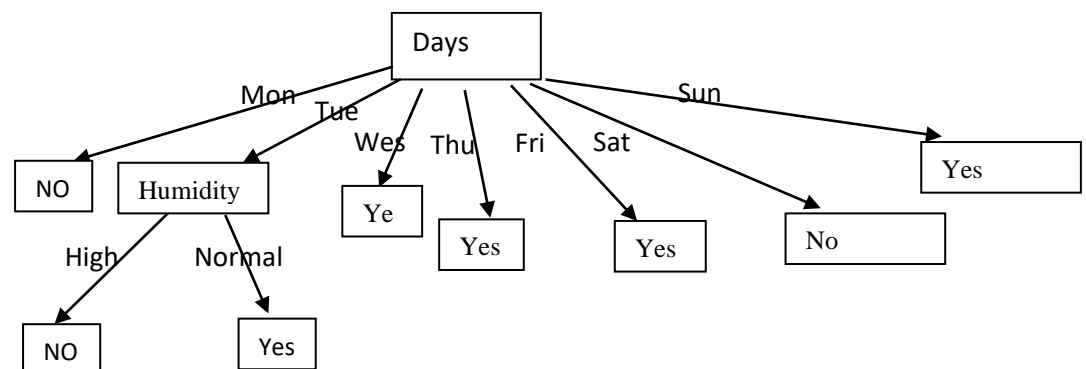 Days
Mon
Tue
Wes
Thu
Fri
Sat
Sun
NO
Humidity
Ye
Yes
Yes
No
Yes
High
Normal
NO
Yes